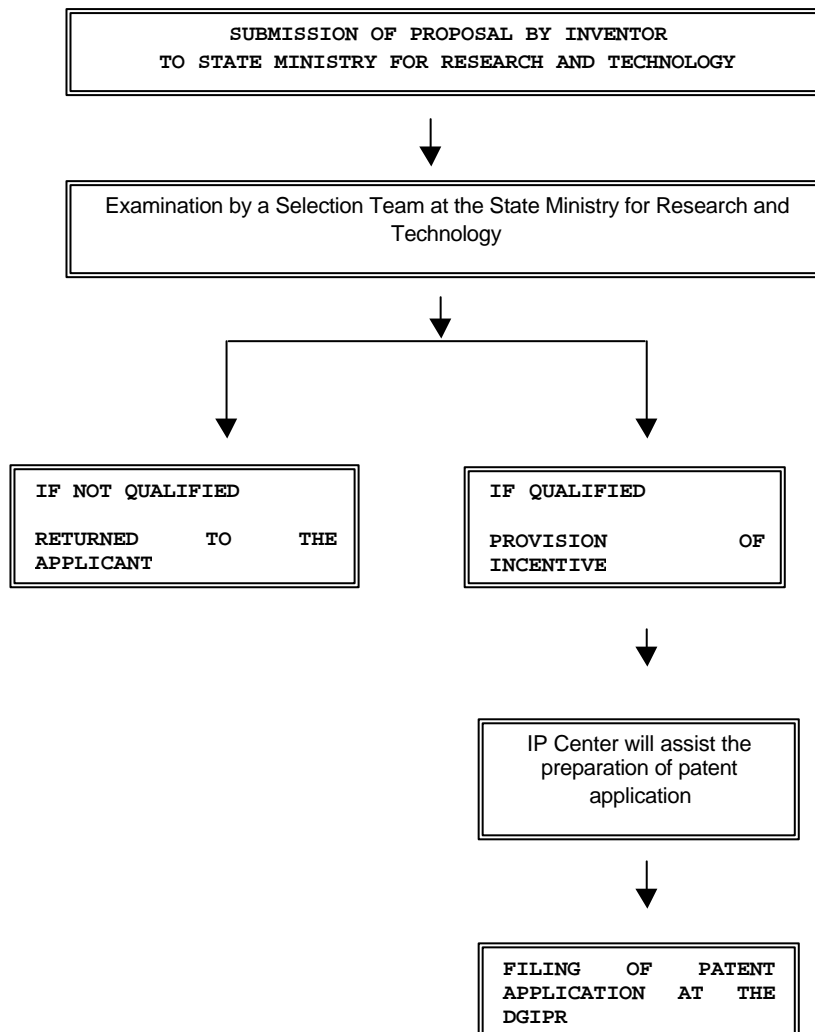 SUBMISSION OF PROPOSAL BY INVENTOR
TO STATE MINISTRY FOR RESEARCH AND TECHNOLOGY
Examination by a Selection Team at the State Ministry for Research and
Technology
IF NOT QUALIFIED
RETURNED TO THE
APPLICANT
IF QUALIFIED
PROVISION OF
INCENTIVE
IP Center will assist the
preparation of patent
application
FILING OF PATENT
APPLICATION AT THE
DGIPR